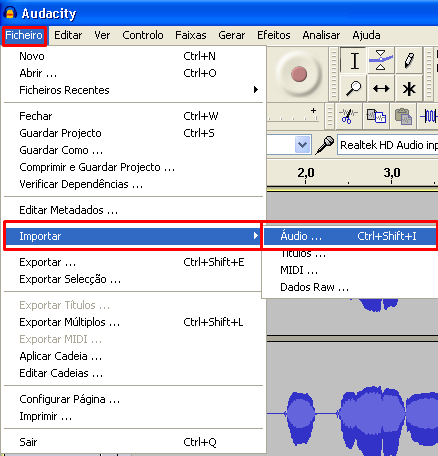 Audacity
Ficheiro Editar Ver Controlo Faixas Gerar Efeitos Analisar Ajuda
Novo Ctrl+N
Abrir ... Ctrl+O
Ficheiros Recentes
Fechar Ctrl+W
Guardar Projecto Ctrl+S
Guardar Como ...
Comprimir e Guardar Projecto ...
Verificar Dependências ...
Realtek HD Audio inp
2,0 3,0
Editar Metadados ...
Importar
Áudio ... Ctrl+Shift+I
Títulos ...
MIDI ...
Dados Raw ...
Exportar ... Ctrl+Shift+E
Exportar Selecção ...
Exportar Títulos ...
Exportar Múltiplos ... Ctrl+Shift+L
Exportar MIDI ...
Aplicar Cadeia ...
Editar Cadeias ...
Configurar Página ...
Imprimir ...
Sair Ctrl+Q